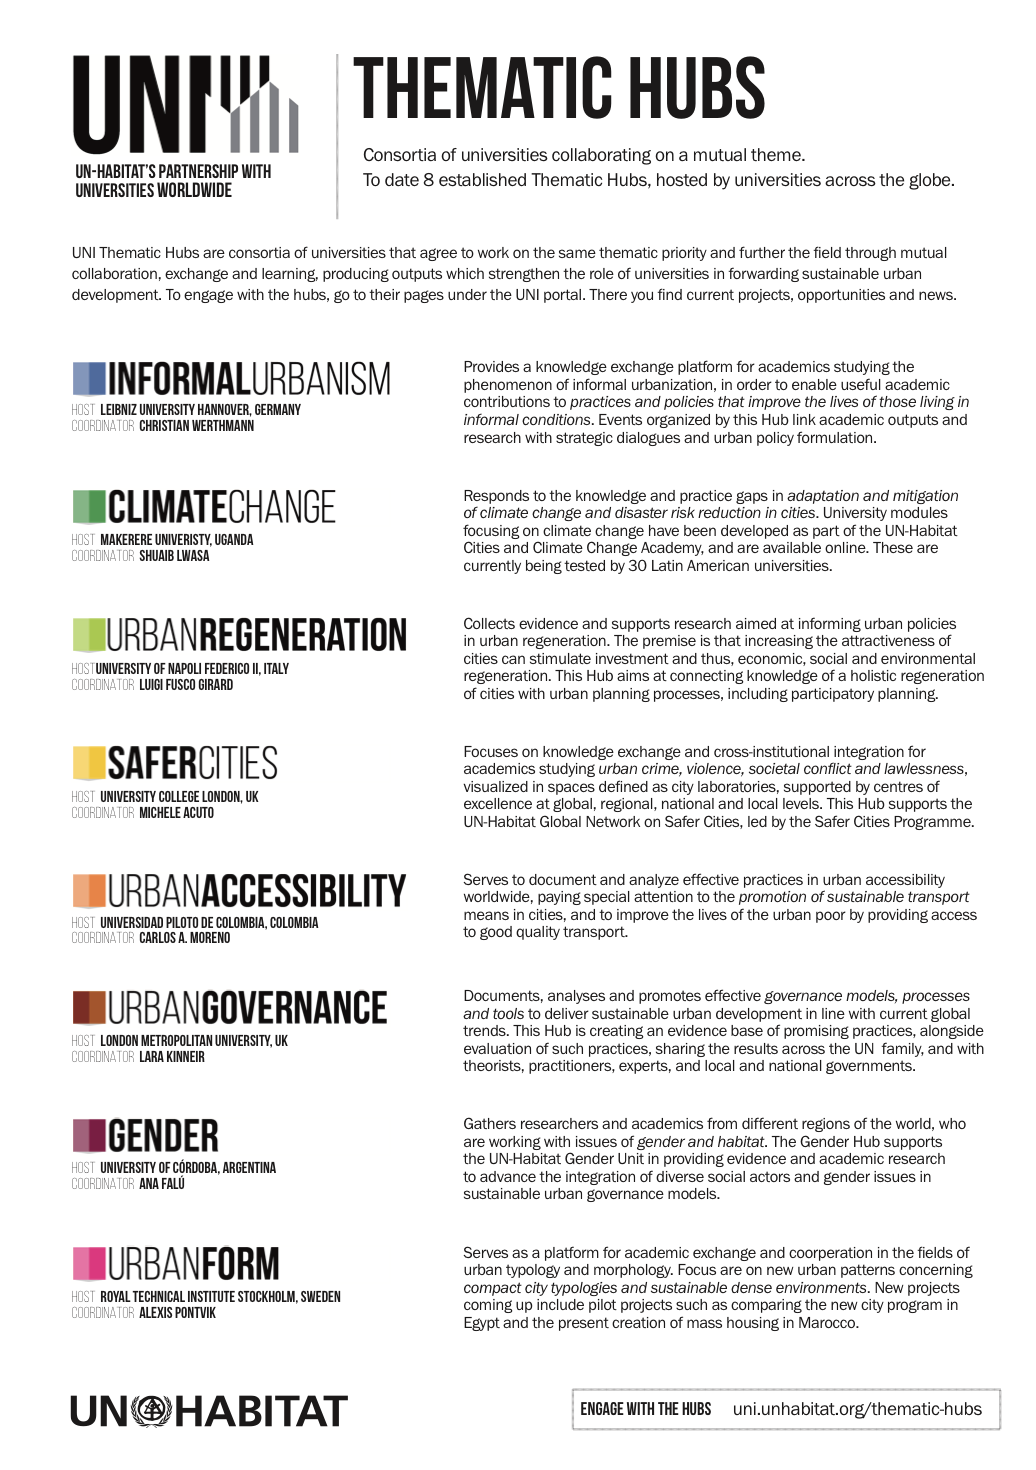 UNI
UN-HABITAT'S PARTNERSHIP WITH
UNIVERSITIES WORLDWIDE
THEMATIC HUBS
Consortia of universities collaborating on a mutual theme.
To date 8 established Thematic Hubs, hosted by universities across the globe.
UNI Thematic Hubs are consortia of universities that agree to work on the same thematic priority and further the field through mutual
collaboration, exchange and learning, producing outputs which strengthen the role of universities in forwarding sustainable urban
development. To engage with the hubs, go to their pages under the UNI portal. There you find current projects, opportunities and news.
INFORMALURBANISM
HOST LEIBNIZ UNIVERSITY HANNOVER, GERMANY
COORDINATOR CHRISTIAN WERTHMANN
Provides a knowledge exchange platform for academics studying the
phenomenon of informal urbanization, in order to enable useful academic
contributions to practices and policies that improve the lives of those living in
informal conditions. Events organized by this Hub link academic outputs and
research with strategic dialogues and urban policy formulation.
CLIMATECHANGE
HOST MAKERERE UNIVERISTY, UGANDA
COORDINATOR SHUAIB LWASA
Responds to the knowledge and practice gaps in adaptation and mitigation
of climate change and disaster risk reduction in cities. University modules
focusing on climate change have been developed as part of the UN-Habitat
Cities and Climate Change Academy, and are available online. These are
currently being tested by 30 Latin American universities.
URBANREGENERATION
HOSTUNIVERSITY OF NAPOLI FEDERICO II, ITALY
COORDINATOR LUIGI FUSCO GIRARD
Collects evidence and supports research aimed at informing urban policies
in urban regeneration. The premise is that increasing the attractiveness of
cities can stimulate investment and thus, economic, social and environmental
regeneration. This Hub aims at connecting knowledge of a holistic regeneration
of cities with urban planning processes, including participatory planning.
SAFERCITIES
HOST UNIVERSITY COLLEGE LONDON, UK
COORDINATOR MICHELE ACUTO
Focuses on knowledge exchange and cross-institutional integration for
academics studying urban crime, violence, societal conflict and lawlessness,
visualized in spaces defined as city laboratories, supported by centres of
excellence at global, regional, national and local levels. This Hub supports the
UN-Habitat Global Network on Safer Cities, led by the Safer Cities Programme.
URBANACCESSIBILITY
HOST UNIVERSIDAD PILOTO DE COLOMBIA, COLOMBIA
COORDINATOR CARLOS A. MORENO
Serves to document and analyze effective practices in urban accessibility
worldwide, paying special attention to the promotion of sustainable transport
means in cities, and to improve the lives of the urban poor by providing access
to good quality transport.
URBANGOVERNANCE
HOST LONDON METROPOLITAN UNIVERSITY, UK
COORDINATOR LARA KINNEIR
Documents, analyses and promotes effective governance models, processes
and tools to deliver sustainable urban development in line with current global
trends. This Hub is creating an evidence base of promising practices, alongside
evaluation of such practices, sharing the results across the UN family, and with
theorists, practitioners, experts, and local and national governments.
GENDER
HOST UNIVERSITY OF CÓRDOBA, ARGENTINA
COORDINATOR ANA FALÚ
Gathers researchers and academics from different regions of the world, who
are working with issues of gender and habitat. The Gender Hub supports
the UN-Habitat Gender Unit in providing evidence and academic research
to advance the integration of diverse social actors and gender issues in
sustainable urban governance models.
URBANFORM
HOST ROYAL TECHNICAL INSTITUTE STOCKHOLM, SWEDEN
COORDINATOR ALEXIS PONTVIK
Serves as a platform for academic exchange and coorperation in the fields of
urban typology and morphology. Focus are on new urban patterns concerning
compact city typologies and sustainable dense environments. New projects
coming up include pilot projects such as comparing the new city program in
Egypt and the present creation of mass housing in Marocco.
UN HABITAT
ENGAGE WITH THE HUBS uni.unhabitat.org/thematic-hubs